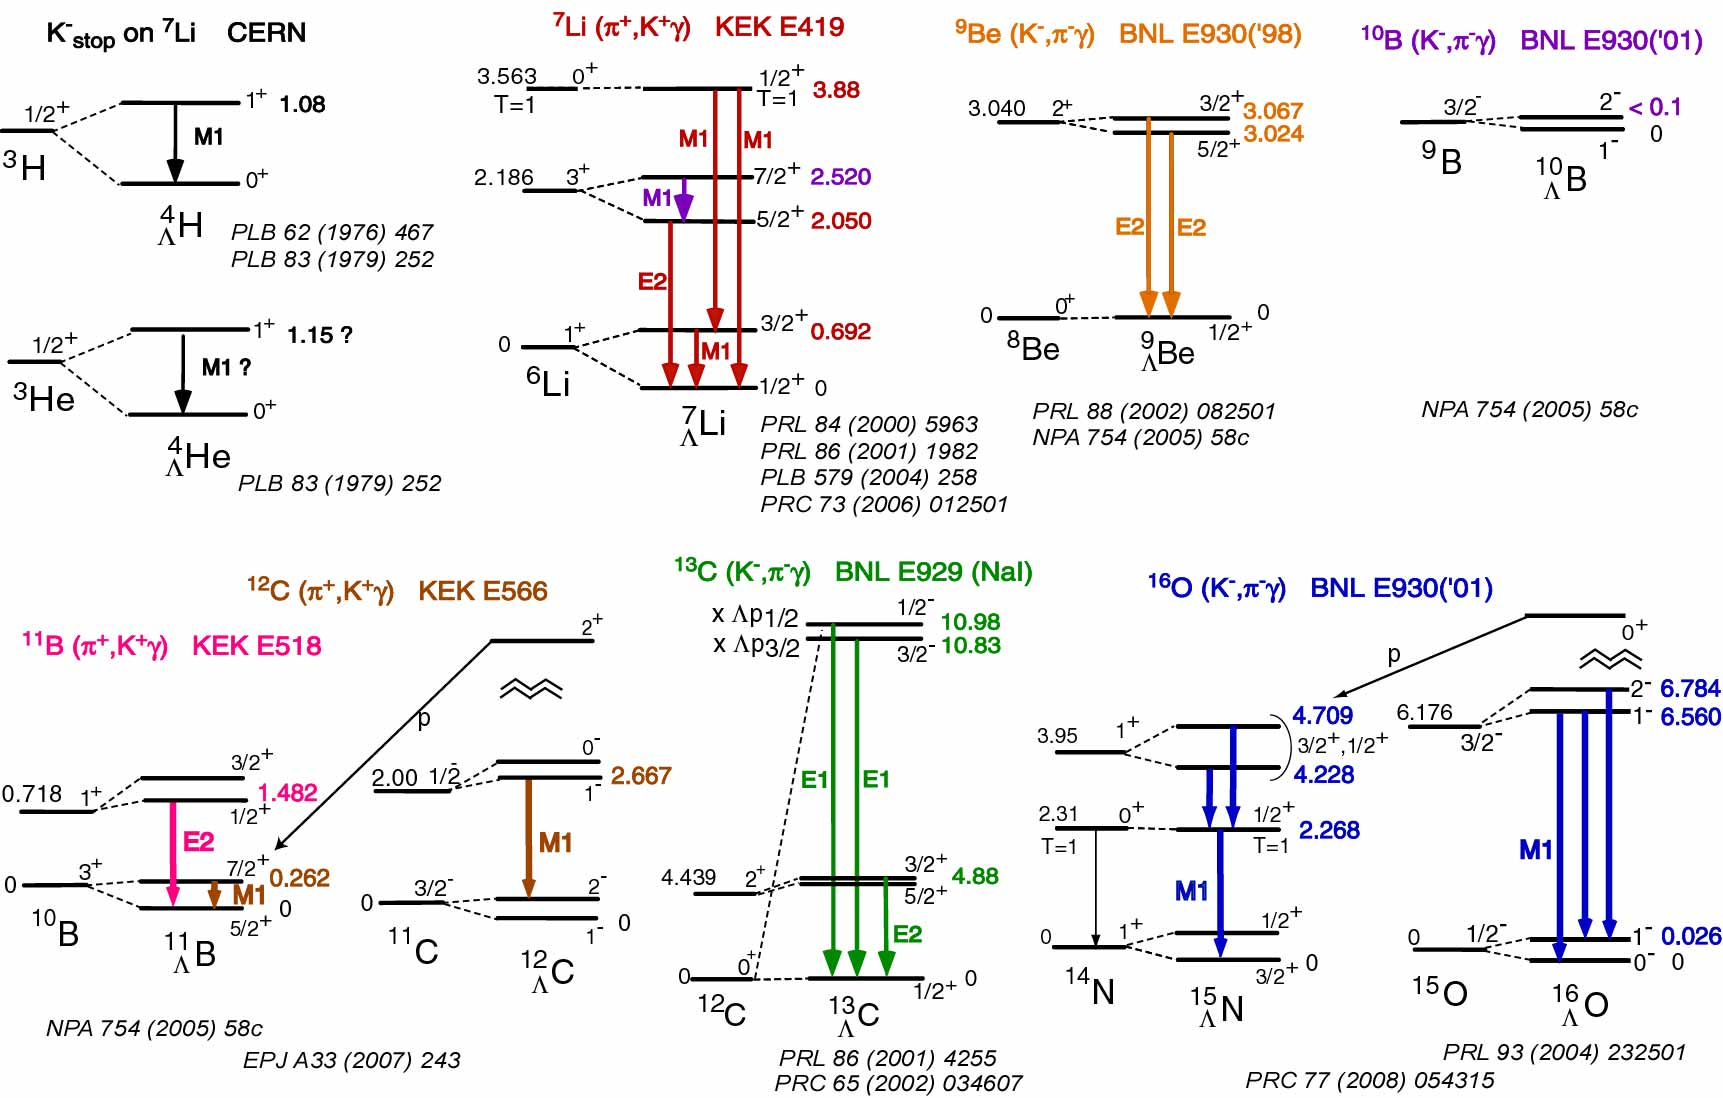 K⁻stop on ⁷Li CERN
1/2⁺
³H
1⁺ 1.08
M1
0⁺
⁴ΛH
PLB 62 (1976) 467
PLB 83 (1979) 252
1/2⁺
³He
1⁺ 1.15 ?
M1 ?
0⁺
⁴ΛHe
PLB 83 (1979) 252
⁷Li (π⁺,K⁺γ) KEK E419
3.563 0⁺
T=1
1/2⁺
T=1
3.88
M1 M1
2.186 3⁺
7/2⁺ 2.520
M1
5/2⁺ 2.050
E2
0 1⁺
⁶Li
3/2⁺ 0.692
M1
1/2⁺ 0
⁷ΛLi
PRL 84 (2000) 5963
PRL 86 (2001) 1982
PLB 579 (2004) 258
PRC 73 (2006) 012501
⁹Be (K⁻,π⁻γ) BNL E930('98)
3.040 2⁺
3/2⁺ 3.067
3.024
5/2⁺
E2 E2
0 0⁺
⁸Be
1/2⁺ 0
⁹ΛBe
PRL 88 (2002) 082501
NPA 754 (2005) 58c
¹⁰B (K⁻,π⁻γ) BNL E930('01)
3/2⁻
⁹B
2⁻ < 0.1
1⁻ 0
¹⁰ΛB
NPA 754 (2005) 58c
¹¹B (π⁺,K⁺γ) KEK E518
0.718 1⁺
3/2⁺
1.482
1/2⁺
E2
0 3⁺
¹⁰B
7/2⁺ 0.262
M1
5/2⁺ 0
¹¹ΛB
NPA 754 (2005) 58c
¹²C (π⁺,K⁺γ) KEK E566
2⁺
p
2.00 1/2⁻
0⁻
2.667
1⁻
M1
0 3/2⁻
¹¹C
2⁻
1⁻ 0
¹²ΛC
EPJ A33 (2007) 243
¹³C (K⁻,π⁻γ) BNL E929 (NaI)
x Λp1/2
x Λp3/2
1/2⁻ 10.98
3/2⁻ 10.83
E1 E1
4.439 2⁺
3/2⁺ 4.88
5/2⁺
E2
0 0⁺
¹²C
1/2⁺ 0
¹³ΛC
PRL 86 (2001) 4255
PRC 65 (2002) 034607
¹⁶O (K⁻,π⁻γ) BNL E930('01)
0⁺
p
3.95 1⁺
4.709
3/2⁺,1/2⁺
4.228
2.31 0⁺
T=1
1/2⁺ 2.268
T=1
M1
0 1⁺
¹⁴N
1/2⁺
3/2⁺ 0
¹⁵ΛN
6.176
3/2⁻
2⁻ 6.784
1⁻ 6.560
M1
0 1/2⁻
¹⁵O
1⁻ 0.026
0⁻ 0
¹⁶ΛO
PRL 93 (2004) 232501
PRC 77 (2008) 054315